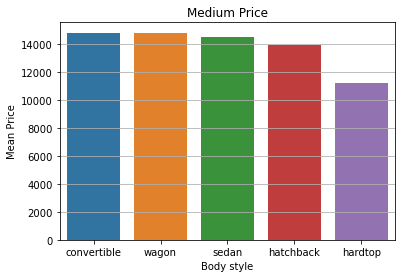 Medium Price
14000
12000
10000
8000
6000
4000
2000
0
Mean Price
convertible wagon sedan hatchback hardtop
Body style